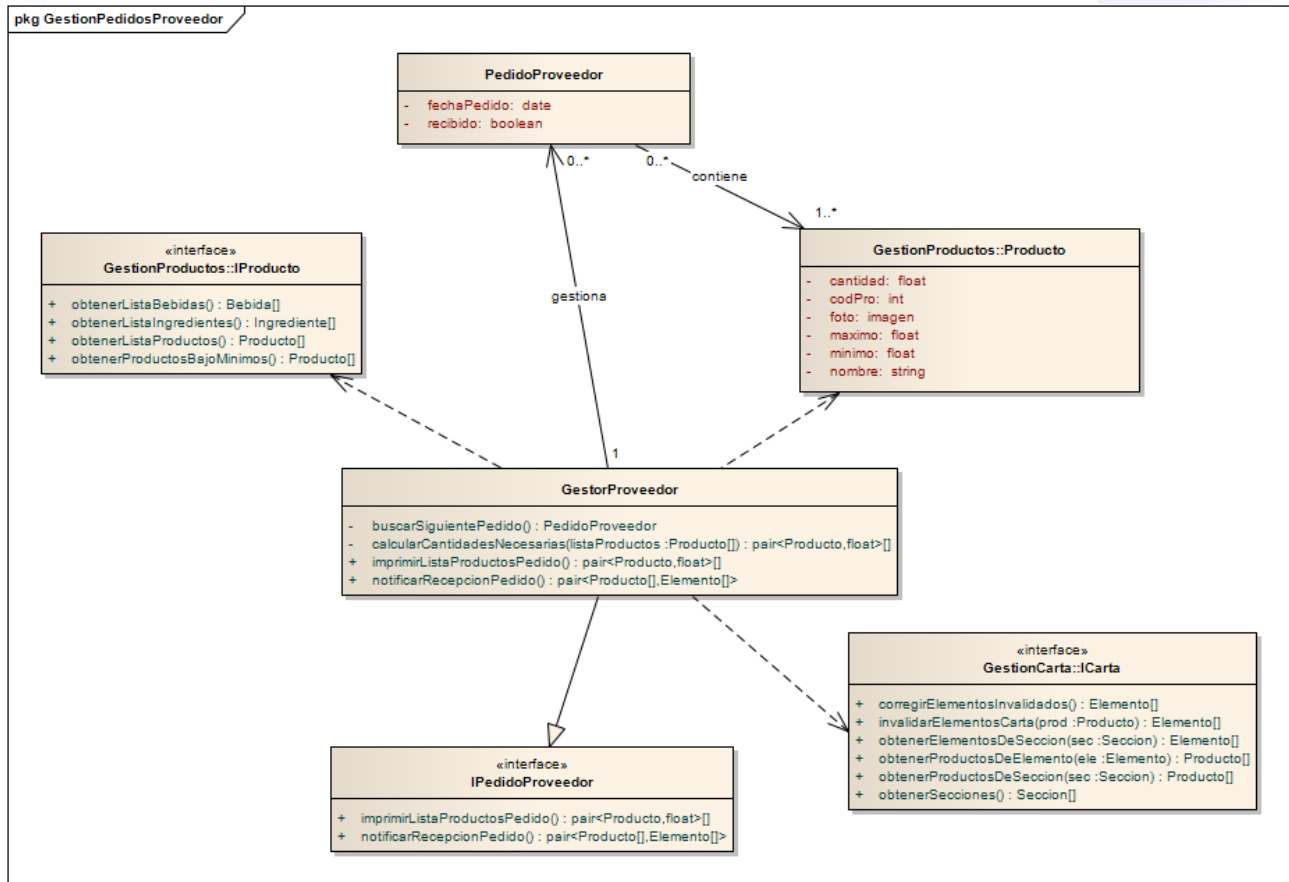 pkg GestionPedidosProveedor
PedidoProveedor
- fechaPedido: date
- recibido: boolean
0..*
0..*
contiene
1..*
«interface»
GestionProductos::IProducto
+ obtenerListaBebidas() : Bebida[]
+ obtenerListaIngredientes() : Ingrediente[]
+ obtenerListaProductos() : Producto[]
+ obtenerProductosBajoMinimos() : Producto[]
gestiona
GestionProductos::Producto
- cantidad: float
- codPro: int
- foto: imagen
- maximo: float
- minimo: float
- nombre: string
1
GestorProveedor
- buscarSiguientePedido() : PedidoProveedor
- calcularCantidadesNecesarias(listaProductos :Producto[]) : pair<Producto,float>[]
+ imprimirListaProductosPedido() : pair<Producto,float>[]
+ notificarRecepcionPedido() : pair<Producto[],Elemento[]>
«interface»
GestionCarta::ICarta
+ corregirElementosInvalidados() : Elemento[]
+ invalidarElementosCarta(prod :Producto) : Elemento[]
+ obtenerElementosDeSeccion(sec :Seccion) : Elemento[]
+ obtenerProductosDeElemento(ele :Elemento) : Producto[]
+ obtenerProductosDeSeccion(sec :Seccion) : Producto[]
+ obtenerSecciones() : Seccion[]
«interface»
IPedidoProveedor
+ imprimirListaProductosPedido() : pair<Producto,float>[]
+ notificarRecepcionPedido() : pair<Producto[],Elemento[]>